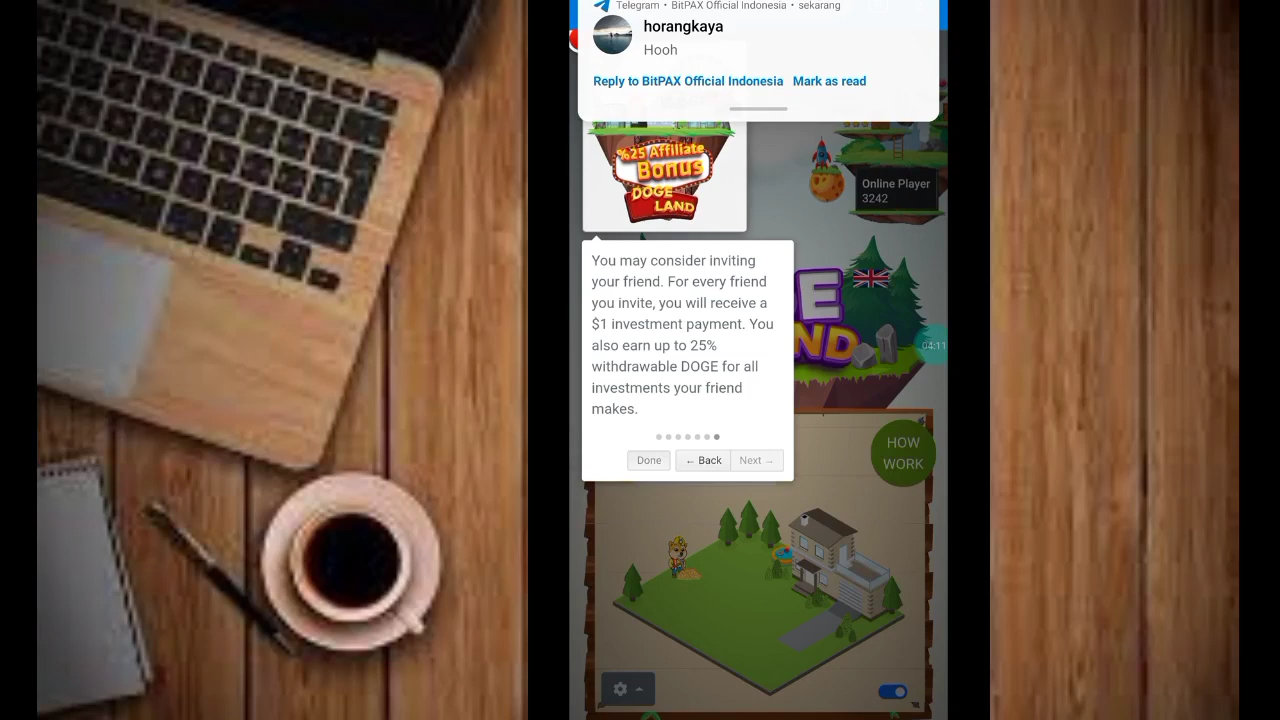 Telegram • BitPAX Official Indonesia • sekarang
horangkaya
Hooh
Reply to BitPAX Official Indonesia Mark as read
%25 Affiliate
Bonus
DOGE
LAND
Online Player
3242
You may consider inviting
your friend. For every friend
you invite, you will receive a
$1 investment payment. You
also earn up to 25%
withdrawable DOGE for all
investments your friend
makes.
Done ← Back Next →
04:11
HOW
WORK